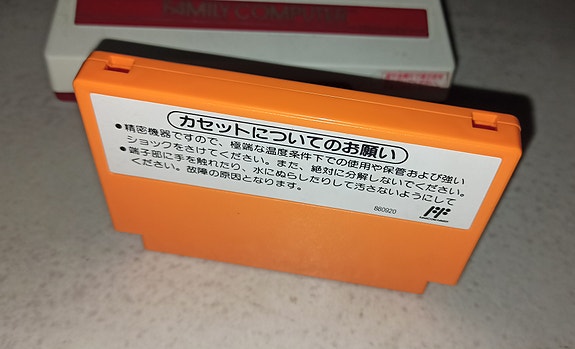 FAMILY COMPUTER
カセットについてのお願い
●精密機器ですので、極端な温度条件下での使用や保管および強い
ショックをさけてください。また、絶対に分解しないでください。
●端子部に手を触れたり、水にぬらしたりして汚さないようにして
ください。故障の原因となります。
880920